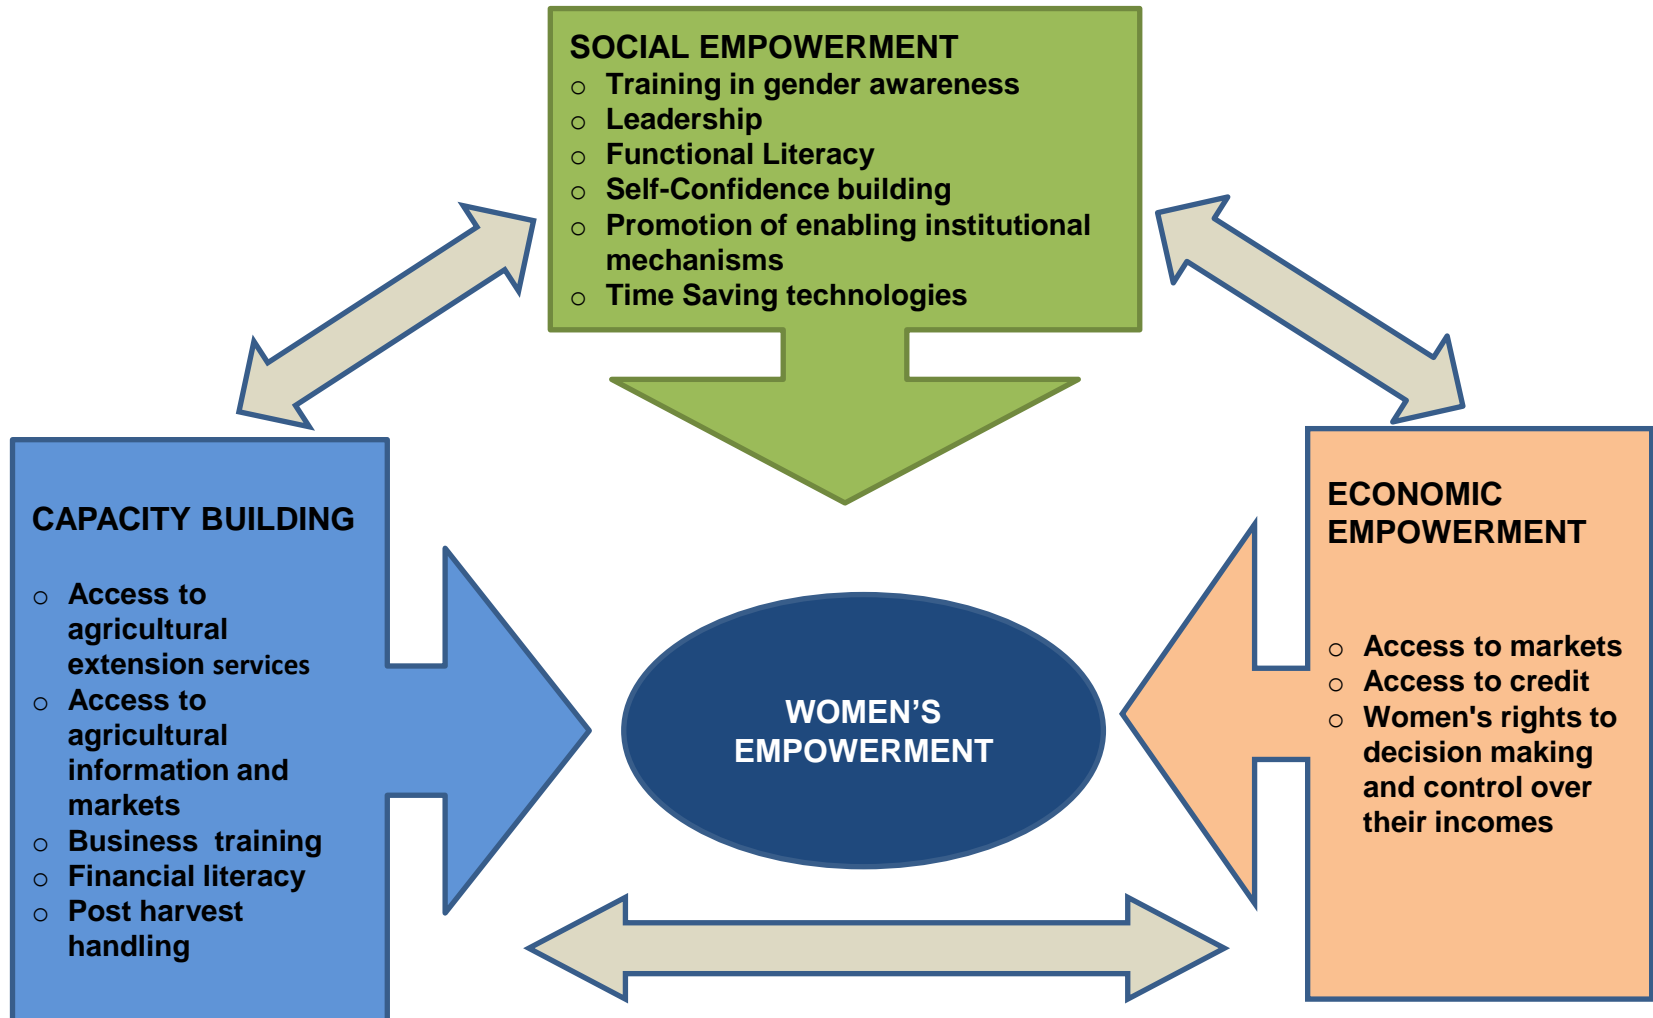 SOCIAL EMPOWERMENT
○ Training in gender awareness
○ Leadership
○ Functional Literacy
○ Self-Confidence building
○ Promotion of enabling institutional
mechanisms
○ Time Saving technologies
CAPACITY BUILDING
○ Access to
agricultural
extension services
○ Access to
agricultural
information and
markets
○ Business  training
○ Financial literacy
○ Post harvest
handling
WOMEN’S
EMPOWERMENT
ECONOMIC
EMPOWERMENT
○ Access to markets
○ Access to credit
○ Women's rights to
decision making
and control over
their incomes